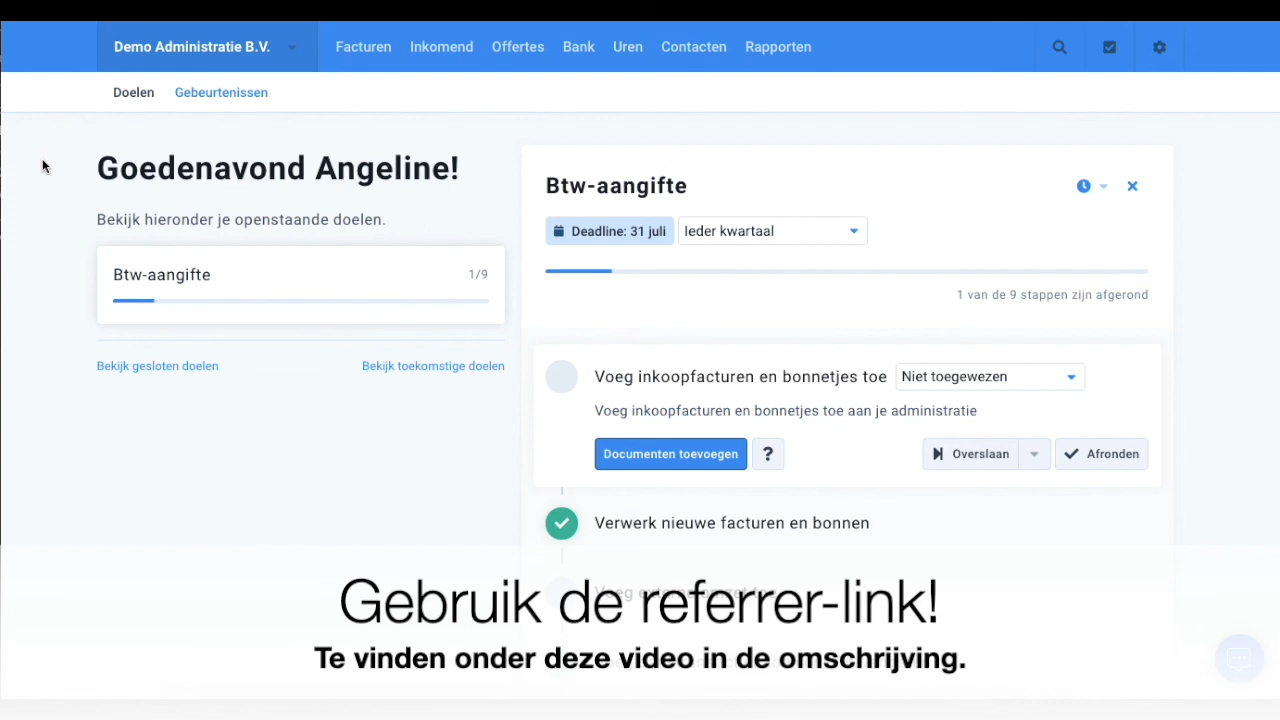 Demo Administratie B.V.
Facturen Inkomend Offertes Bank Uren Contacten Rapporten
Doelen Gebeurtenissen
Goedenavond Angeline!
Bekijk hieronder je openstaande doelen.
Btw-aangifte 1/9
Bekijk gesloten doelen Bekijk toekomstige doelen
Btw-aangifte
Deadline: 31 juli Ieder kwartaal
1 van de 9 stappen zijn afgerond
Voeg inkoopfacturen en bonnetjes toe Niet toegewezen
Voeg inkoopfacturen en bonnetjes toe aan je administratie
Documenten toevoegen ? Overslaan Afronden
Verwerk nieuwe facturen en bonnen
Gebruik de referrer-link!
Te vinden onder deze video in de omschrijving.